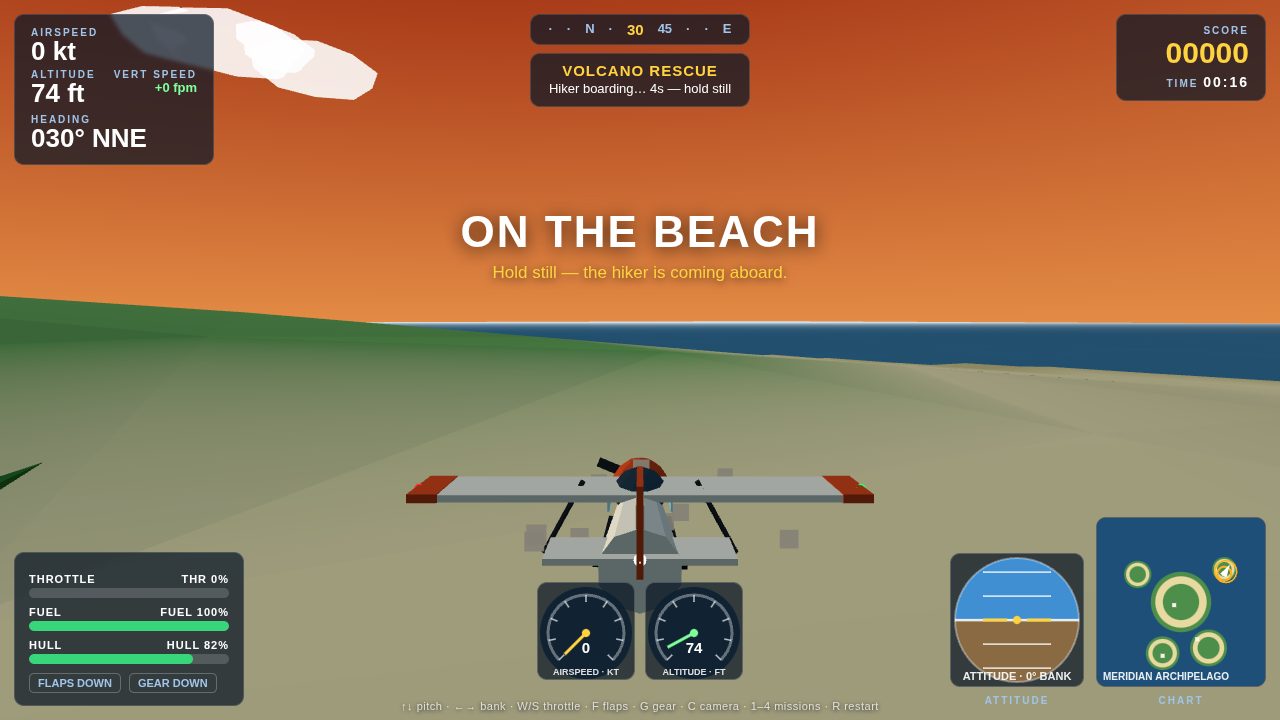 AIRSPEED
0 kt
ALTITUDE VERT SPEED
74 ft +0 fpm
HEADING
030° NNE
· · N · 30 45 · · E
VOLCANO RESCUE
Hiker boarding… 4s — hold still
SCORE
00000
TIME 00:16
ON THE BEACH
Hold still — the hiker is coming aboard.
THROTTLE THR 0%
FUEL FUEL 100%
HULL HULL 82%
FLAPS DOWN GEAR DOWN
0
AIRSPEED · KT
74
ALTITUDE · FT
ATTITUDE · 0° BANK
ATTITUDE
MERIDIAN ARCHIPELAGO
CHART
↑↓ pitch · ←→ bank · W/S throttle · F flaps · G gear · C camera · 1–4 missions · R restart